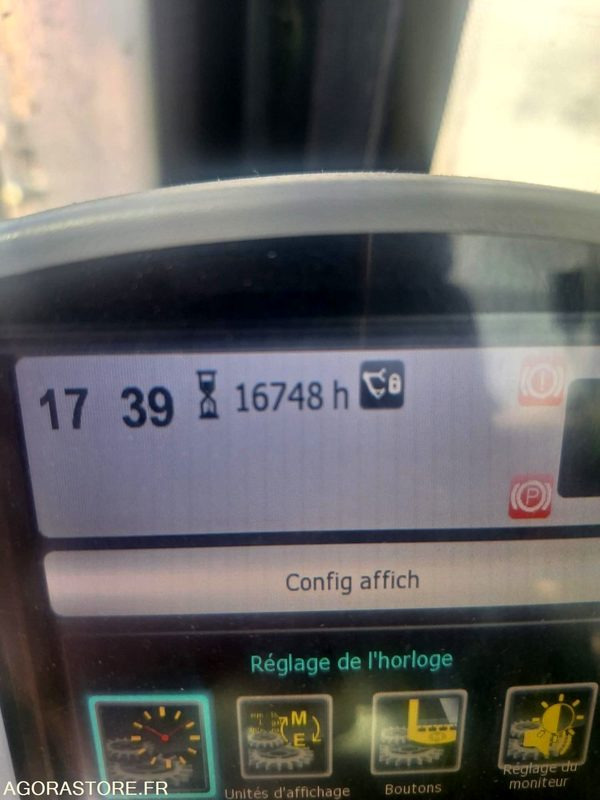 17 39 16748 h
P
Config affich
Réglage de l'horloge
M
E
Unités d'affichage
Boutons
Réglage du
moniteur
AGORASTORE.FR